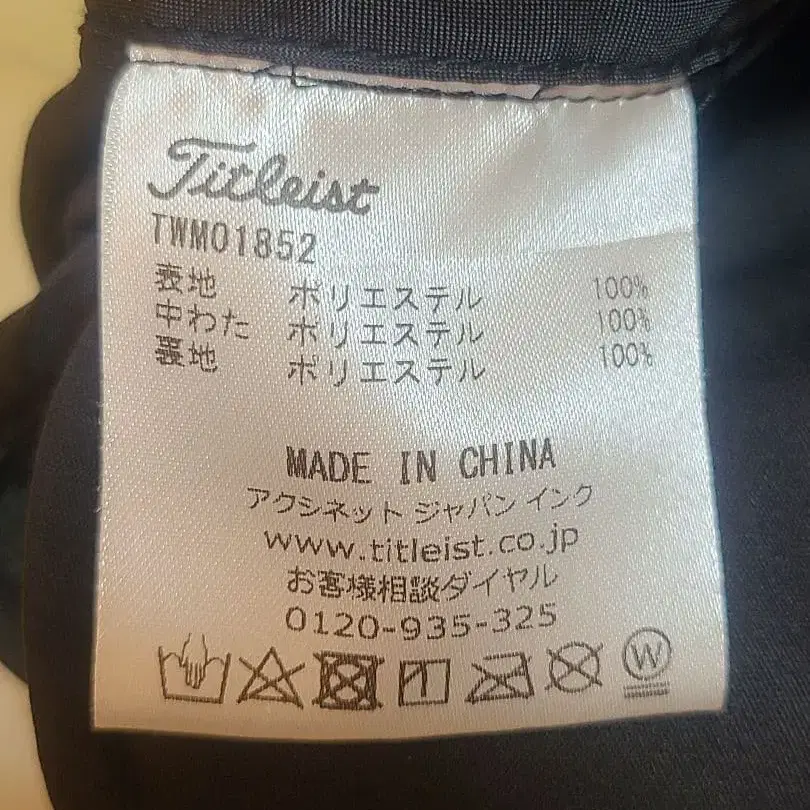 Titleist
TWM01852
表地 ポリエステル 100%
中わた ポリエステル 100%
裏地 ポリエステル 100%
MADE IN CHINA
アクシネット ジャパン インク
www.titleist.co.jp
お客様相談ダイヤル
0120-935-325
W